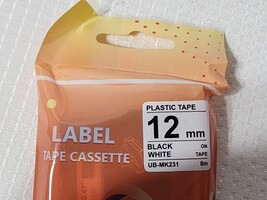 LABEL
TAPE CASSETTE
PLASTIC TAPE
12 mm
BLACK ON
WHITE TAPE
UB-MK231 8m